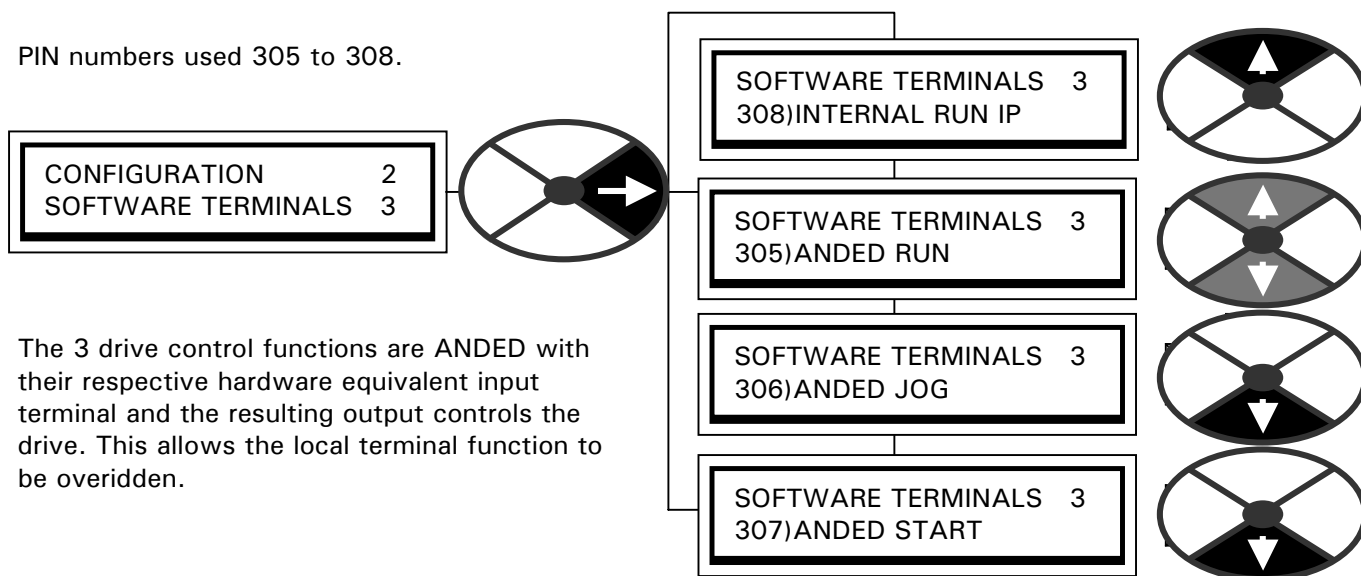 PIN numbers used 305 to 308.
CONFIGURATION 2
SOFTWARE TERMINALS 3
The 3 drive control functions are ANDED with
their respective hardware equivalent input
terminal and the resulting output controls the
drive. This allows the local terminal function to
be overidden.
SOFTWARE TERMINALS 3
308)INTERNAL RUN IP
SOFTWARE TERMINALS 3
305)ANDED RUN
SOFTWARE TERMINALS 3
306)ANDED JOG
SOFTWARE TERMINALS 3
307)ANDED START